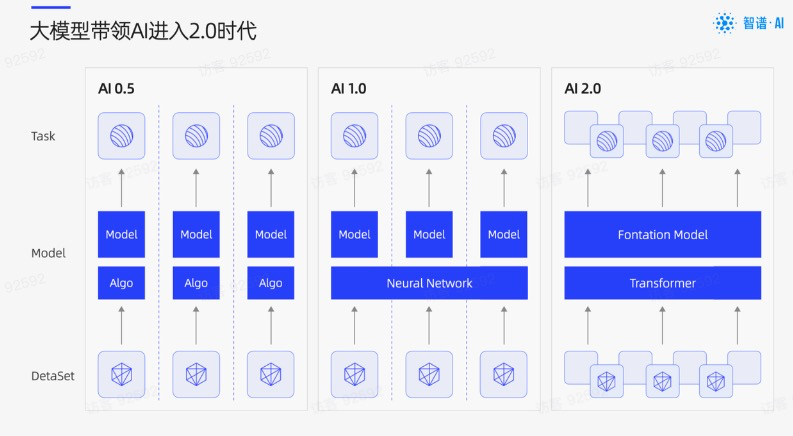 大模型带领AI进入2.0时代
智谱·AI
AI 0.5
AI 1.0
AI 2.0
Task
Model
Model
Model
Model
Model
Model
Fontation Model
Model
Algo
Algo
Algo
Neural Network
Transformer
DetaSet
访客 92592